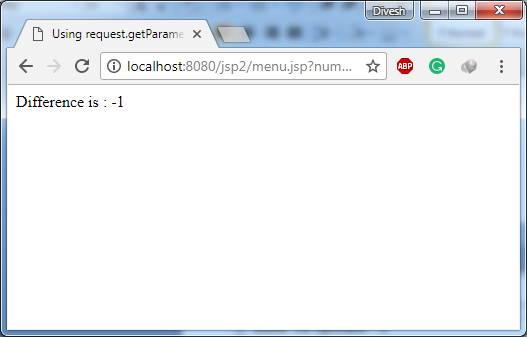 Divesh
Using request.getParame
localhost:8080/jsp2/menu.jsp?num...
ABP
G
Difference is : -1